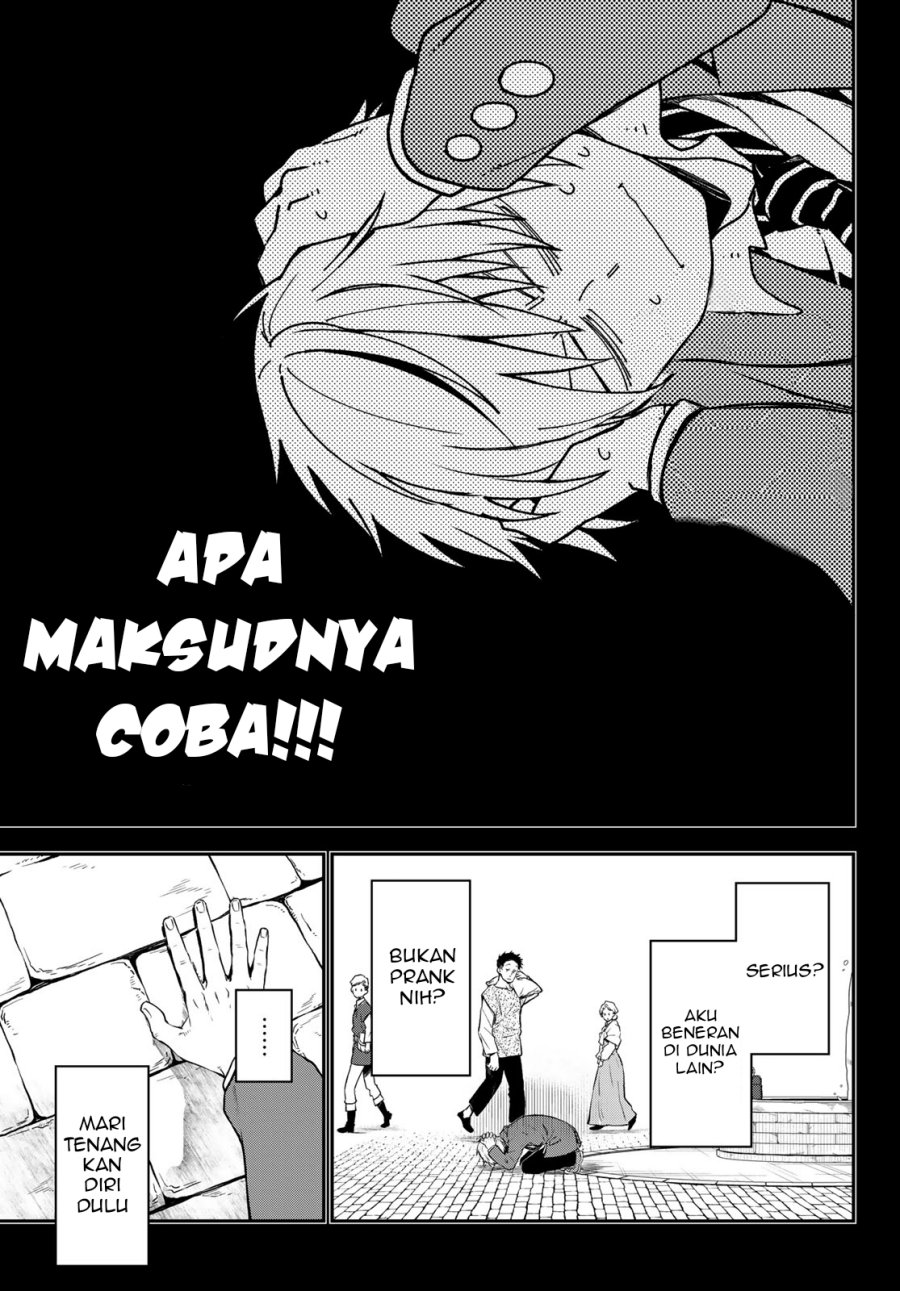 APA
MAKSUDNYA
COBA!!!
SERIUS?
AKU
BENERAN
DI DUNIA
LAIN?
BUKAN
PRANK
NIH?
......
MARI
TENANG
KAN DIRI
DULU